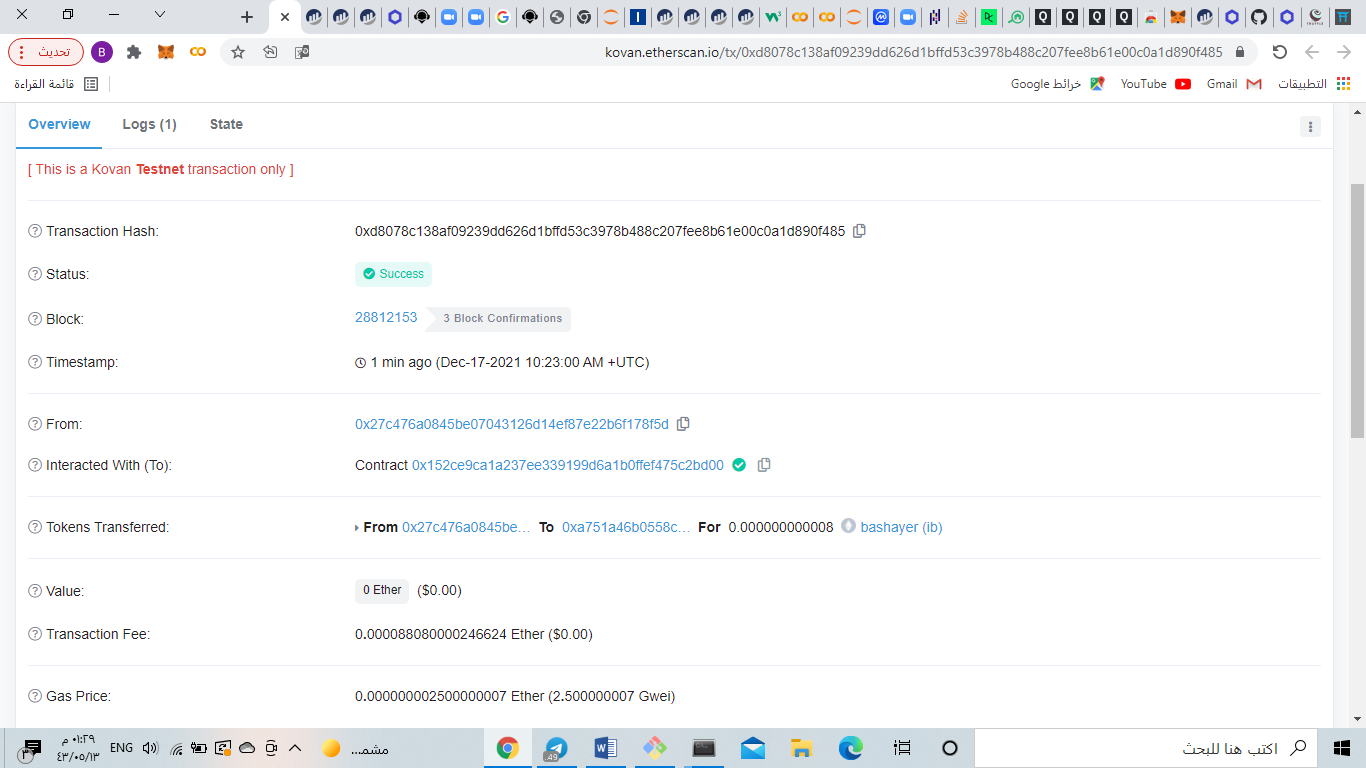 تحديث
B
kovan.etherscan.io/tx/0xd8078c138af09239dd626d1bffd53c3978b488c207fee8b61e00c0a1d890f485
قائمة القراءة
خرائط Google
YouTube
Gmail
التطبيقات
Overview
Logs (1)
State
[ This is a Kovan Testnet transaction only ]
Transaction Hash:
0xd8078c138af09239dd626d1bffd53c3978b488c207fee8b61e00c0a1d890f485
Status:
Success
Block:
28812153 3 Block Confirmations
Timestamp:
1 min ago (Dec-17-2021 10:23:00 AM +UTC)
From:
0x27c476a0845be07043126d14ef87e22b6f178f5d
Interacted With (To):
Contract 0x152ce9ca1a237ee339199d6a1b0ffef475c2bd00
Tokens Transferred:
From 0x27c476a0845be... To 0xa751a46b0558c... For 0.000000000008 bashayer (ib)
Value:
0 Ether ($0.00)
Transaction Fee:
0.000088080000246624 Ether ($0.00)
Gas Price:
0.000000002500000007 Ether (2.500000007 Gwei)
٠١:٢٩ م
٤٣/٠٥/١٣
ENG
مشمـ...
.49
اكتب هنا للبحث